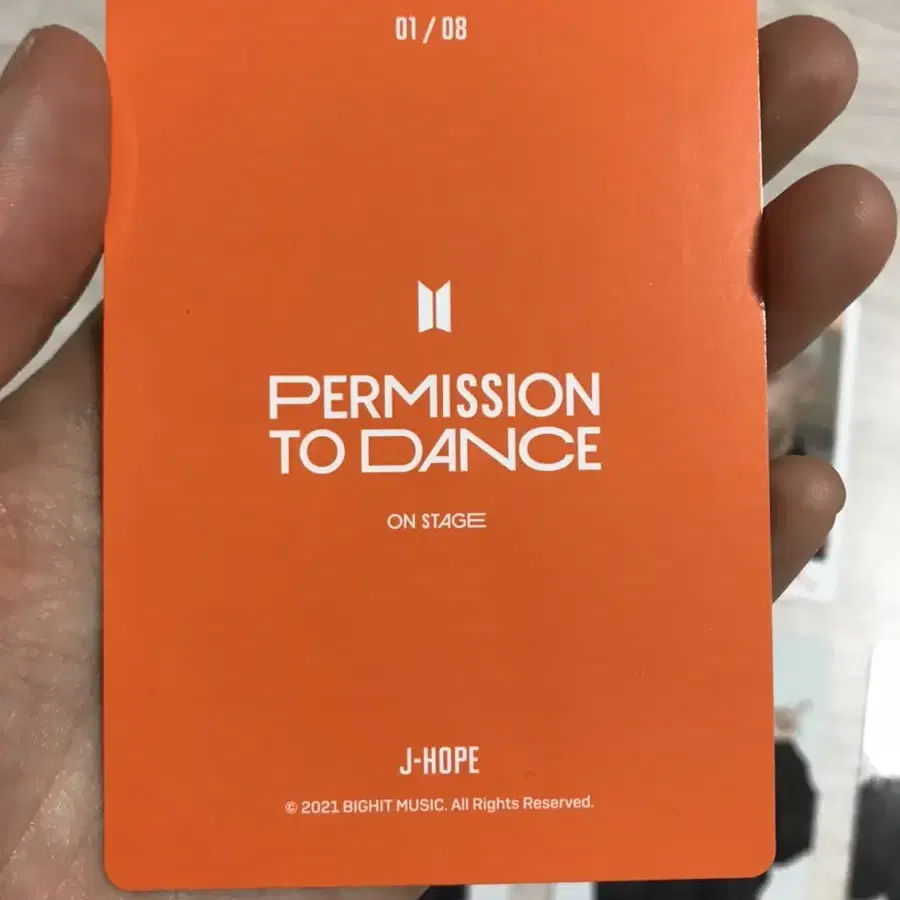 01 / 08
PERMISSION
TO DANCE
ON STAGE
J-HOPE
© 2021 BIGHIT MUSIC. All Rights Reserved.